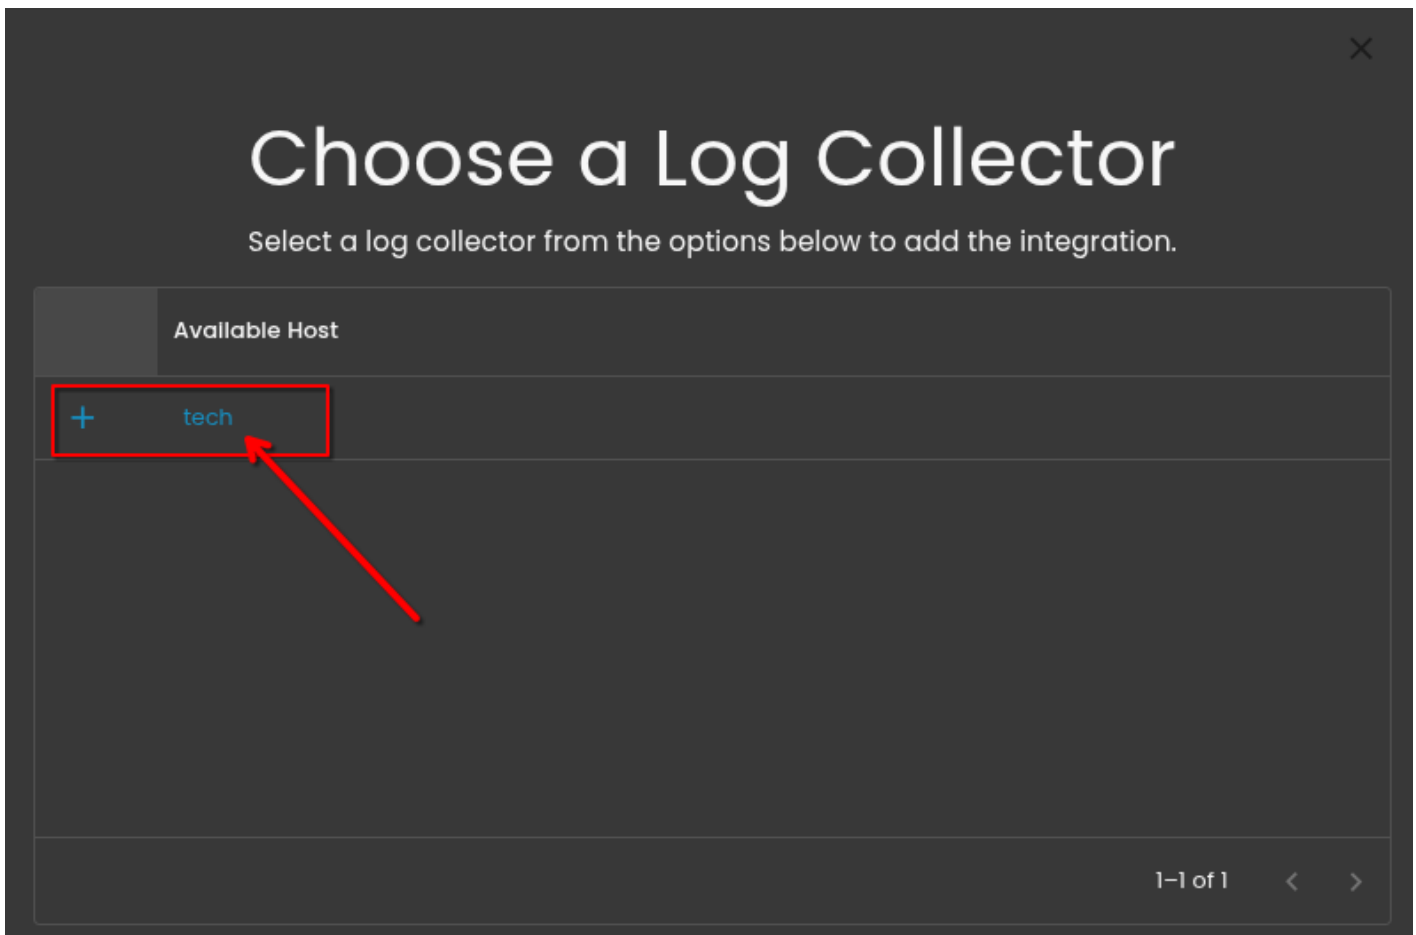 Choose a Log Collector
Select a log collector from the options below to add the integration.
Available Host
+ tech
1–1 of 1